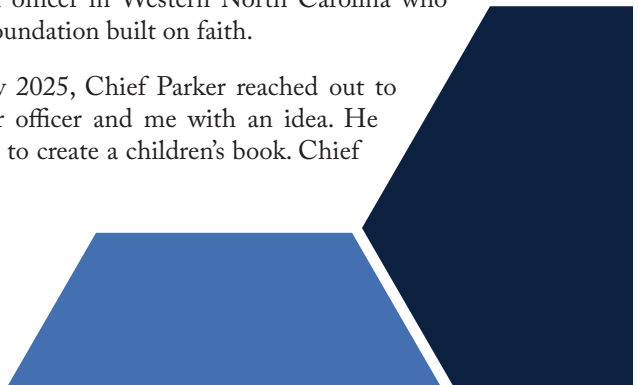 officer in Western North Carolina who
oundation built on faith.
y 2025, Chief Parker reached out to
r officer and me with an idea. He
to create a children's book. Chief